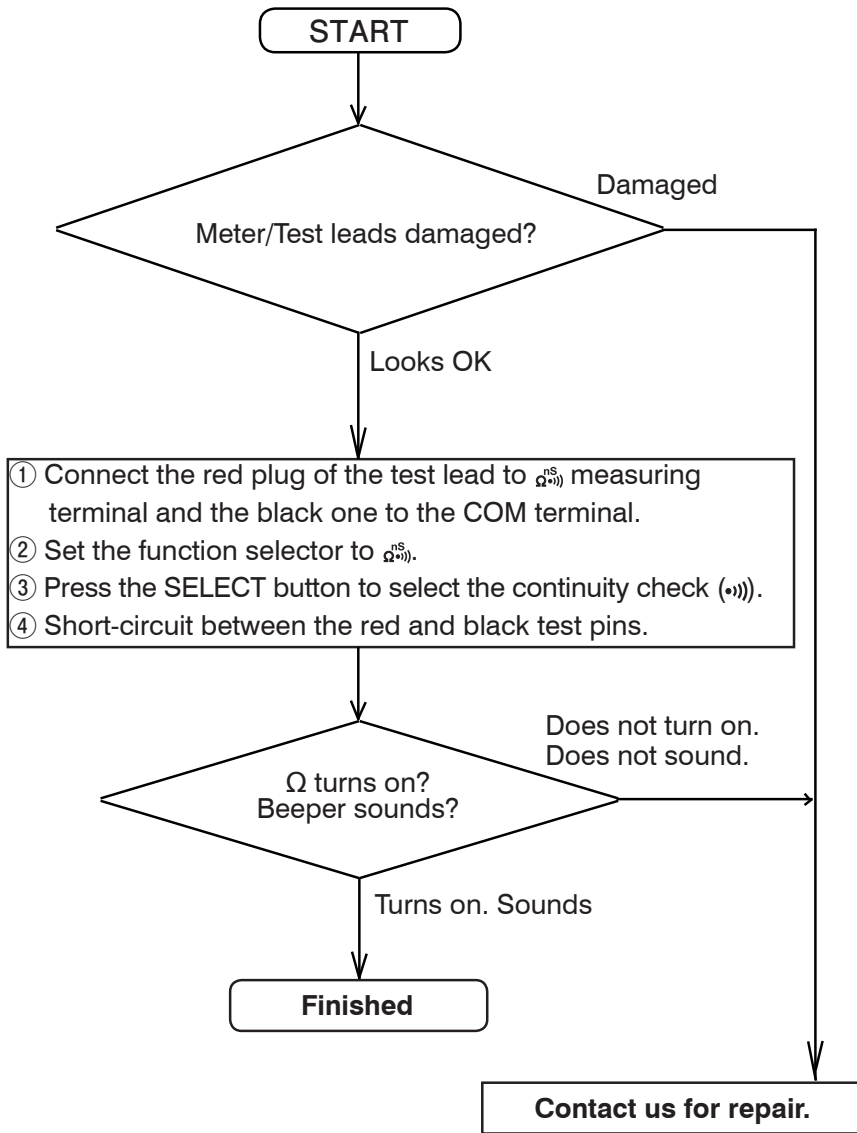 START
Damaged
Meter/Test leads damaged?
Looks OK
① Connect the red plug of the test lead to Ω nS •))) measuring
terminal and the black one to the COM terminal.
② Set the function selector to Ω nS •))).
③ Press the SELECT button to select the continuity check (•))).
④ Short-circuit between the red and black test pins.
Does not turn on.
Does not sound.
Ω turns on?
Beeper sounds?
Turns on. Sounds
Finished
Contact us for repair.